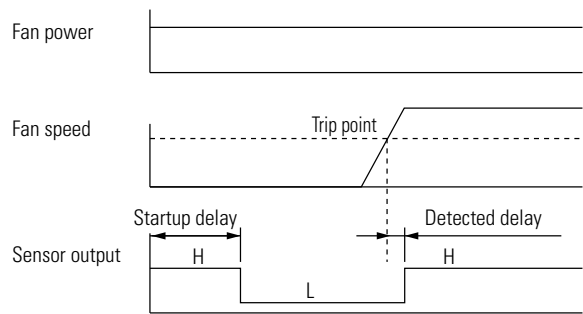 Fan power
Fan speed
Trip point
Startup delay
Detected delay
Sensor output
H
H
L